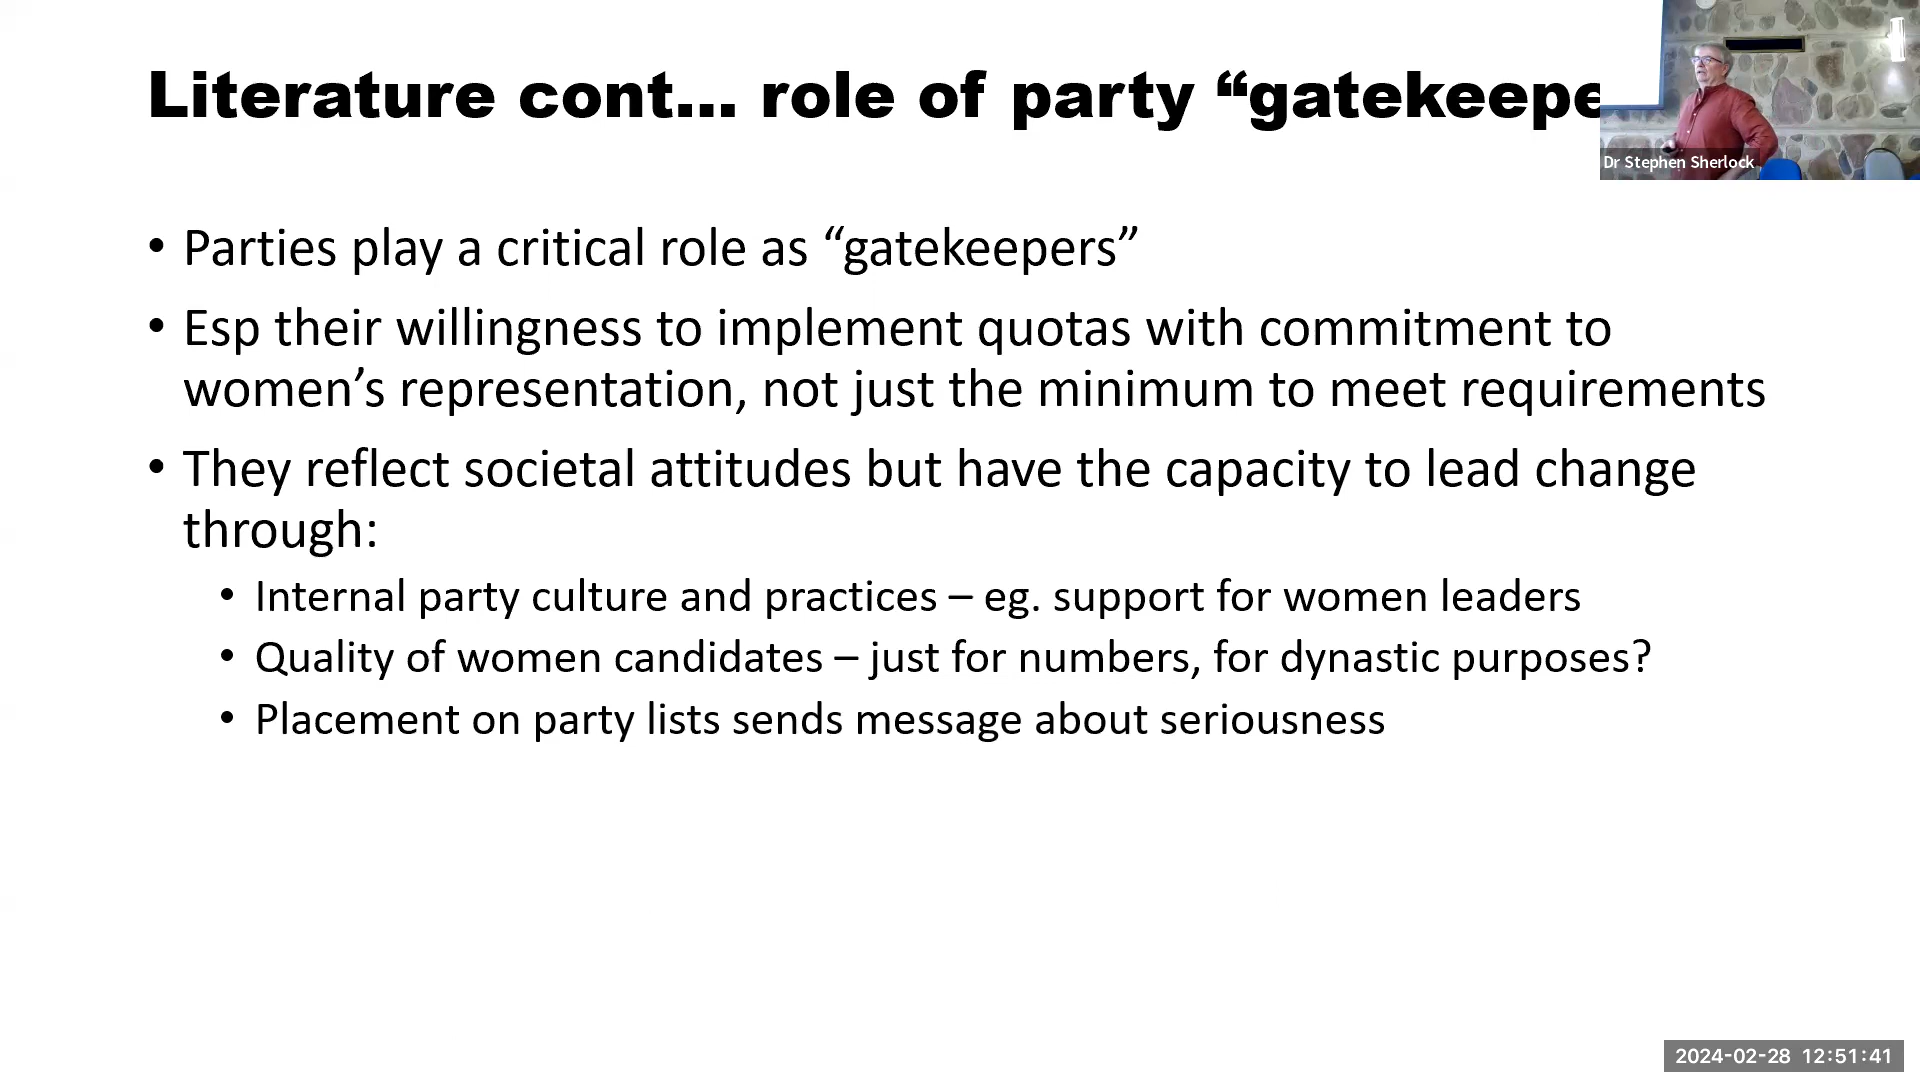 Literature cont... role of party “gatekeepe
Dr Stephen Sherlock
• Parties play a critical role as “gatekeepers”
• Esp their willingness to implement quotas with commitment to
women’s representation, not just the minimum to meet requirements
• They reflect societal attitudes but have the capacity to lead change
through:
• Internal party culture and practices – eg. support for women leaders
• Quality of women candidates – just for numbers, for dynastic purposes?
• Placement on party lists sends message about seriousness
2024-02-28 12:51:41